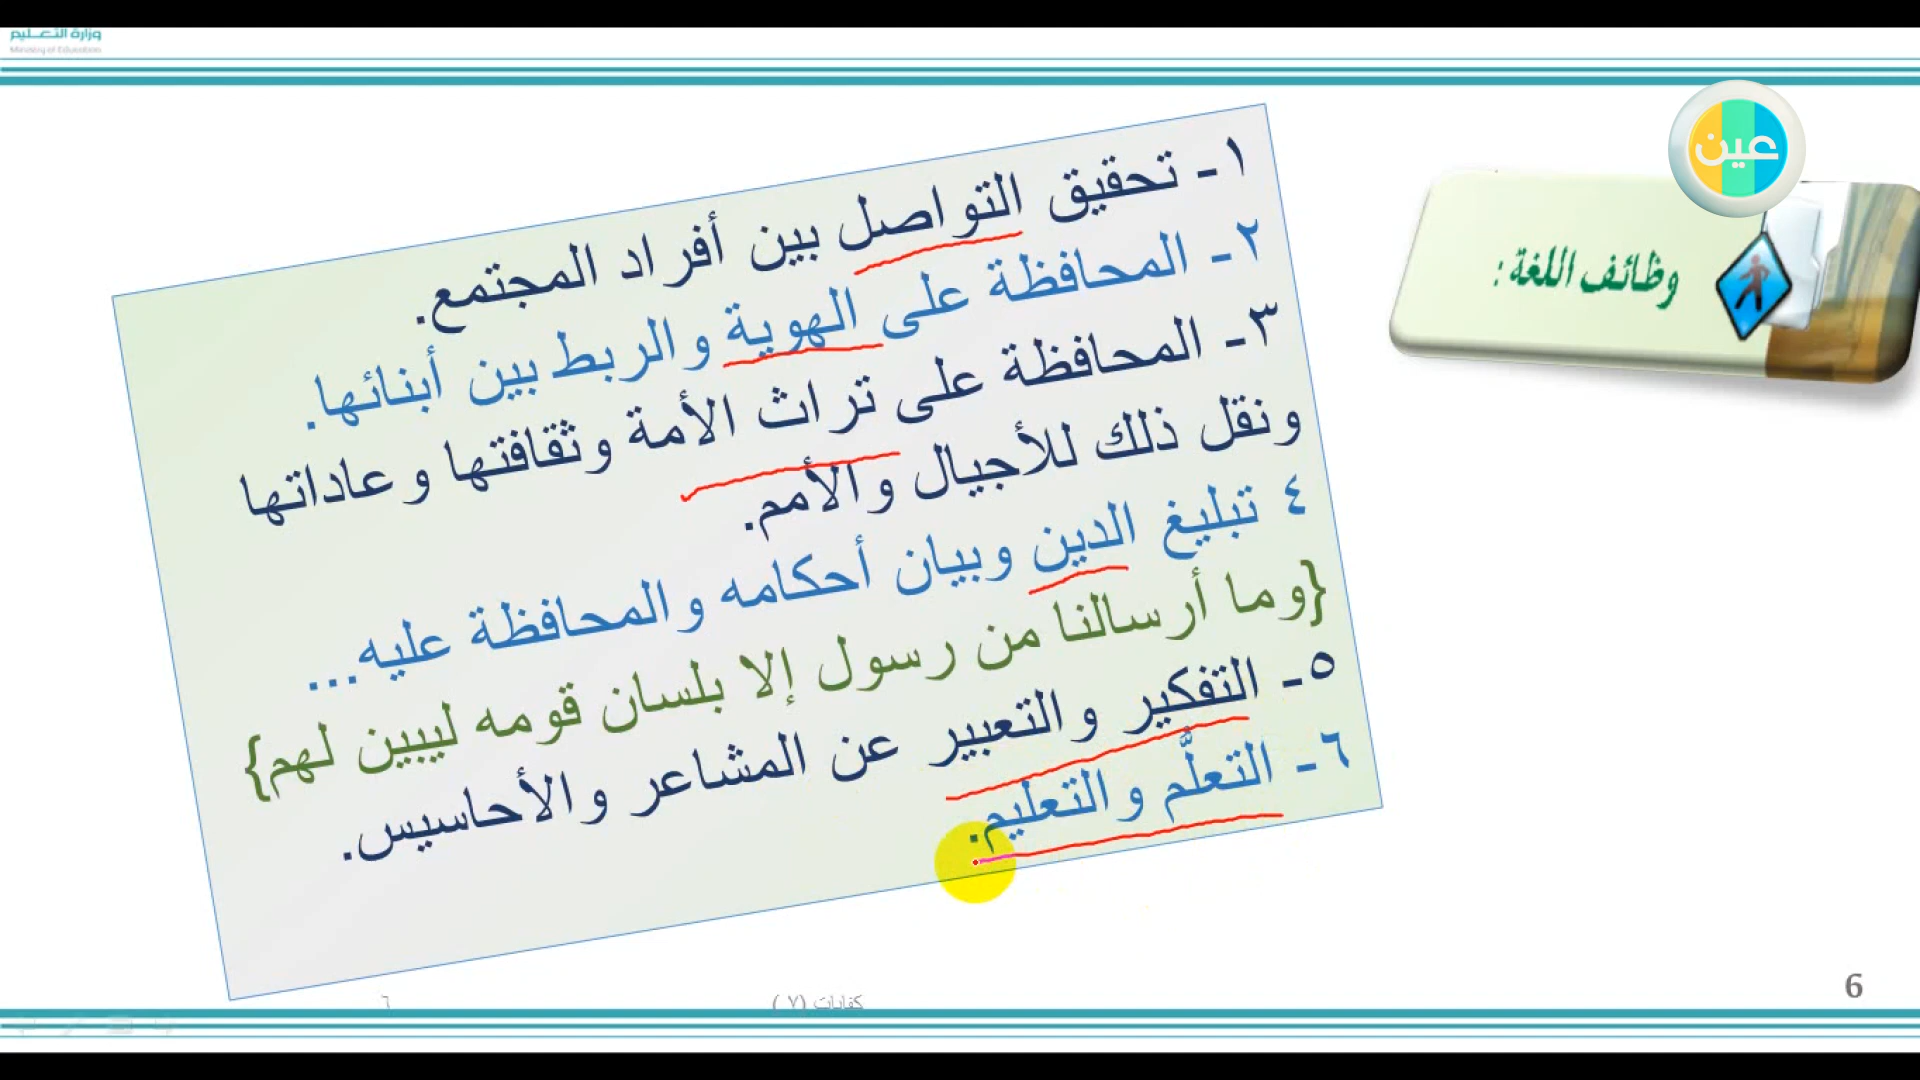 وزارة التعليم
Ministry of Education
عين
وظائف اللغة :
١- تحقيق التواصل بين أفراد المجتمع.
٢- المحافظة على الهوية والربط بين أبنائها.
٣- المحافظة على تراث الأمة وثقافتها وعاداتها
ونقل ذلك للأجيال والأمم.
٤ تبليغ الدين وبيان أحكامه والمحافظة عليه...
{وما أرسالنا من رسول إلا بلسان قومه ليبين لهم}
٥- التفكير والتعبير عن المشاعر والأحاسيس.
٦- التعلَّم والتعليم.
6
كفايات (٧ )
٦